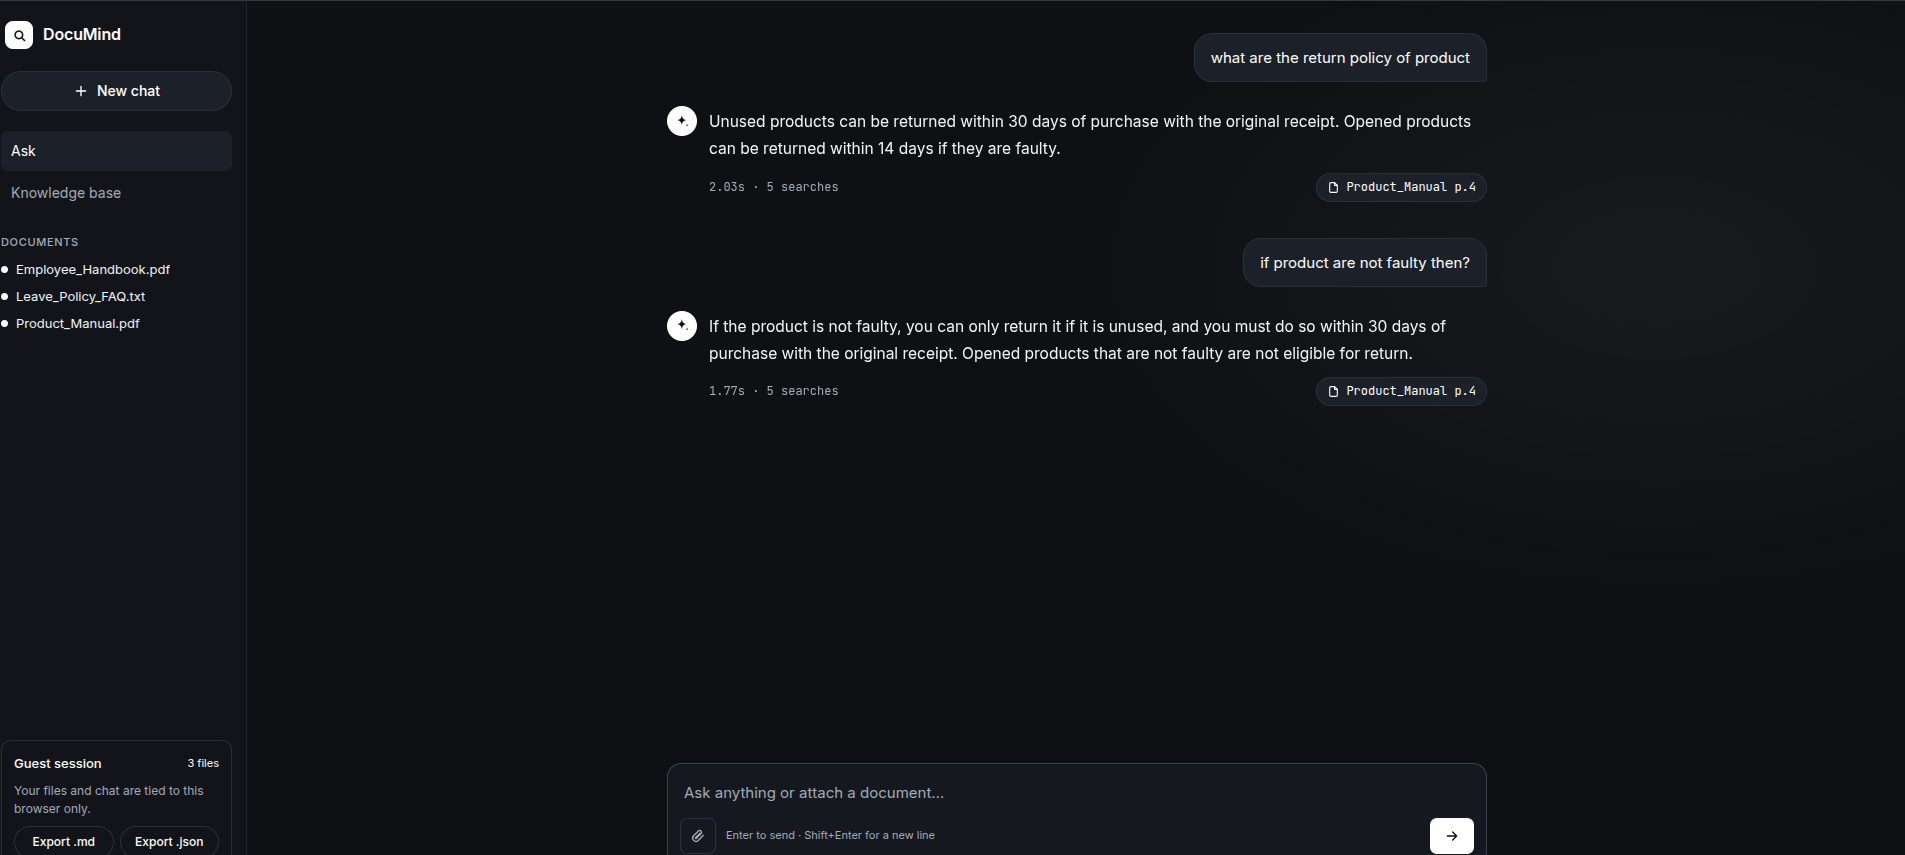 DocuMind
New chat
Ask
Knowledge base
DOCUMENTS
Employee_Handbook.pdf
Leave_Policy_FAQ.txt
Product_Manual.pdf
Guest session
3 files
Your files and chat are tied to this
browser only.
Export .md
Export .json
what are the return policy of product
Unused products can be returned within 30 days of purchase with the original receipt. Opened products
can be returned within 14 days if they are faulty.
2.03s · 5 searches
Product_Manual p.4
if product are not faulty then?
If the product is not faulty, you can only return it if it is unused, and you must do so within 30 days of
purchase with the original receipt. Opened products that are not faulty are not eligible for return.
1.77s · 5 searches
Product_Manual p.4
Ask anything or attach a document...
Enter to send · Shift+Enter for a new line